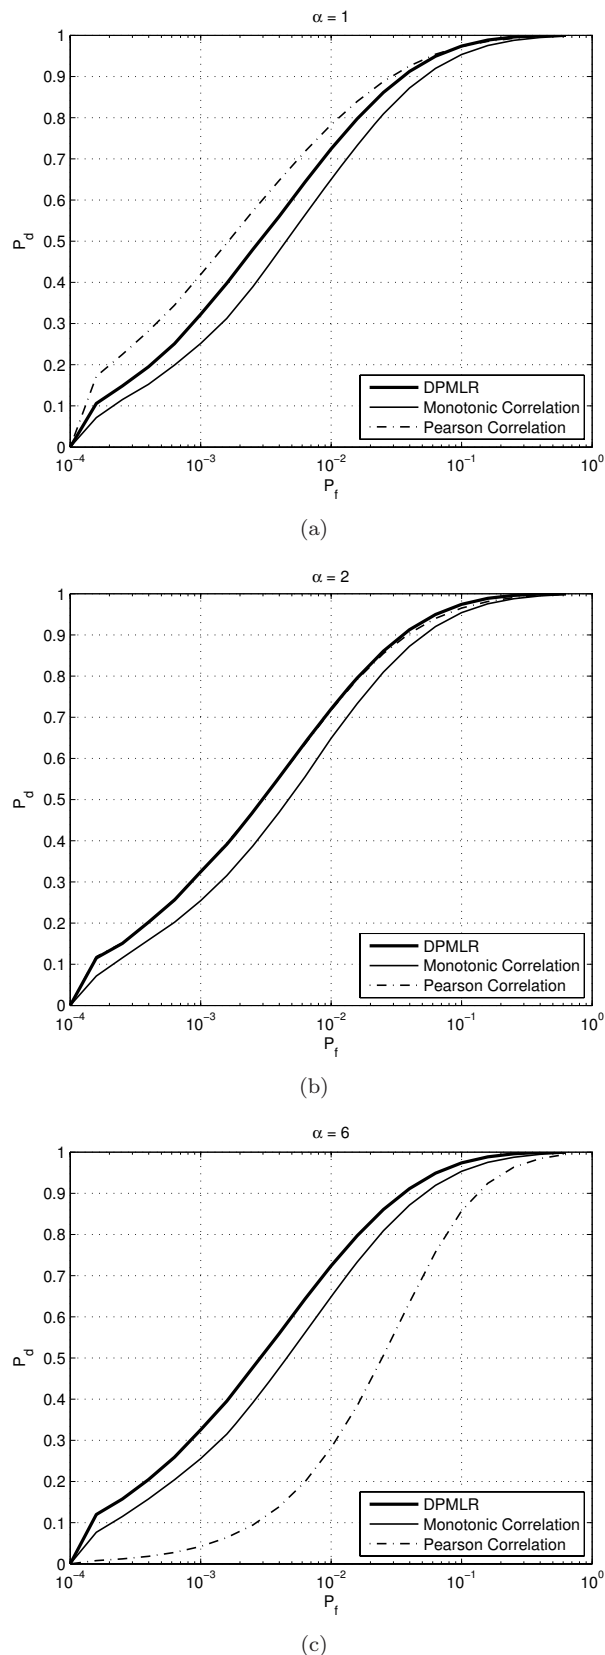 α = 1
1
0.9
0.8
0.7
0.6
0.5
0.4
0.3
0.2
0.1
0
P_d
DPMLR
Monotonic Correlation
Pearson Correlation
10^−4 10^−3 10^−2 10^−1 10^0
P_f
(a)
α = 2
1
0.9
0.8
0.7
0.6
0.5
0.4
0.3
0.2
0.1
0
P_d
DPMLR
Monotonic Correlation
Pearson Correlation
10^−4 10^−3 10^−2 10^−1 10^0
P_f
(b)
α = 6
1
0.9
0.8
0.7
0.6
0.5
0.4
0.3
0.2
0.1
0
P_d
DPMLR
Monotonic Correlation
Pearson Correlation
10^−4 10^−3 10^−2 10^−1 10^0
P_f
(c)